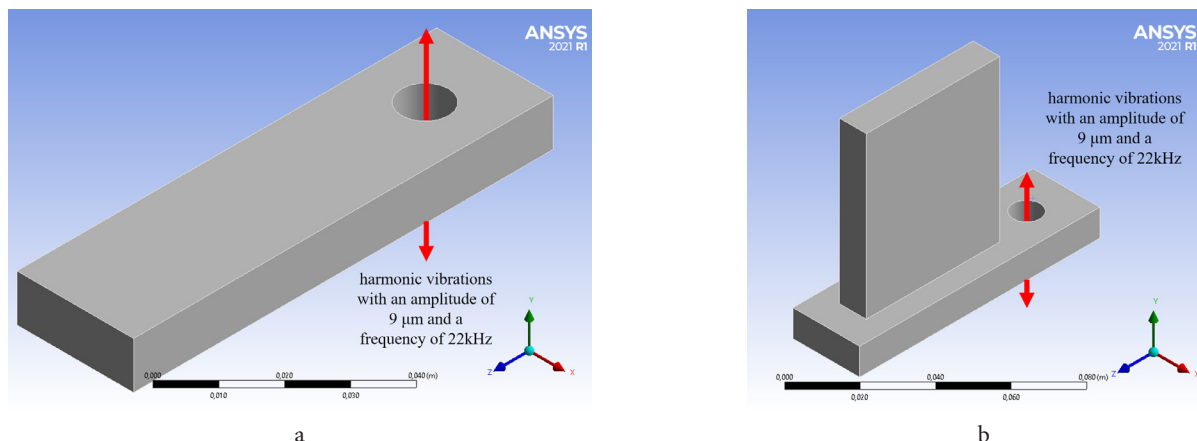 ANSYS
2021 R1
harmonic vibrations
with an amplitude of
9 μm and a
frequency of 22kHz
Y
Z
X
0,000
0,020
0,040 (m)
0,010
0,030
a
ANSYS
2021 R1
harmonic vibrations
with an amplitude of
9 μm and a
frequency of 22kHz
Y
Z
X
0,000
0,040
0,080 (m)
0,020
0,060
b